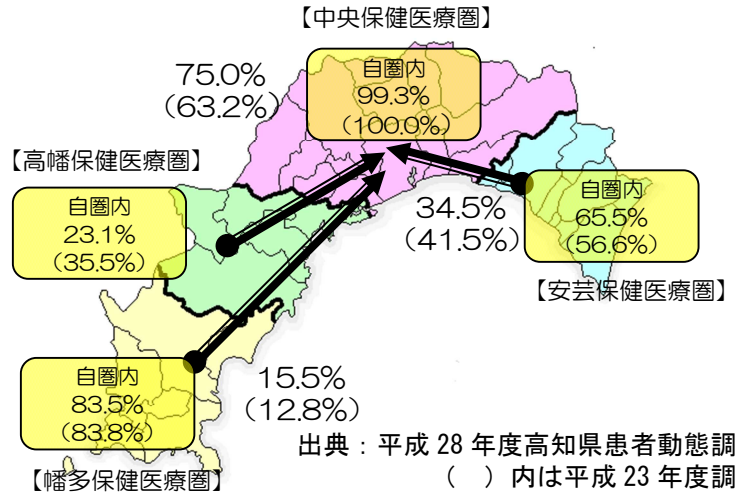 【中央保健医療圏】
自圏内
99.3%
(100.0%)
75.0%
(63.2%)
【高幡保健医療圏】
自圏内
23.1%
(35.5%)
34.5%
(41.5%)
自圏内
65.5%
(56.6%)
【安芸保健医療圏】
自圏内
83.5%
(83.8%)
15.5%
(12.8%)
【幡多保健医療圏】
出典：平成 28 年度高知県患者動態調
（　）内は平成 23 年度調